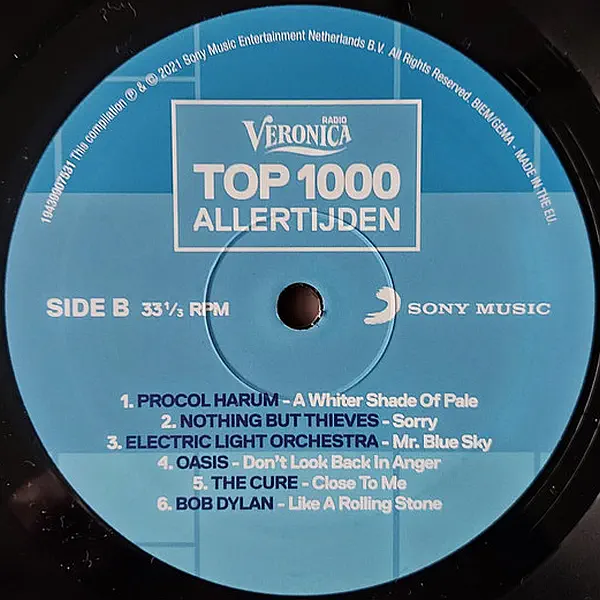 19439907631 This compilation ℗ & © 2021 Sony Music Entertainment Netherlands B.V. All Rights Reserved. BIEM/GEMA - MADE IN THE EU.
RADIO
VERONICA
TOP 1000
ALLERTIJDEN
SIDE B 33 1/3 RPM
SONY MUSIC
1. PROCOL HARUM - A Whiter Shade Of Pale
2. NOTHING BUT THIEVES - Sorry
3. ELECTRIC LIGHT ORCHESTRA - Mr. Blue Sky
4. OASIS - Don't Look Back In Anger
5. THE CURE - Close To Me
6. BOB DYLAN - Like A Rolling Stone